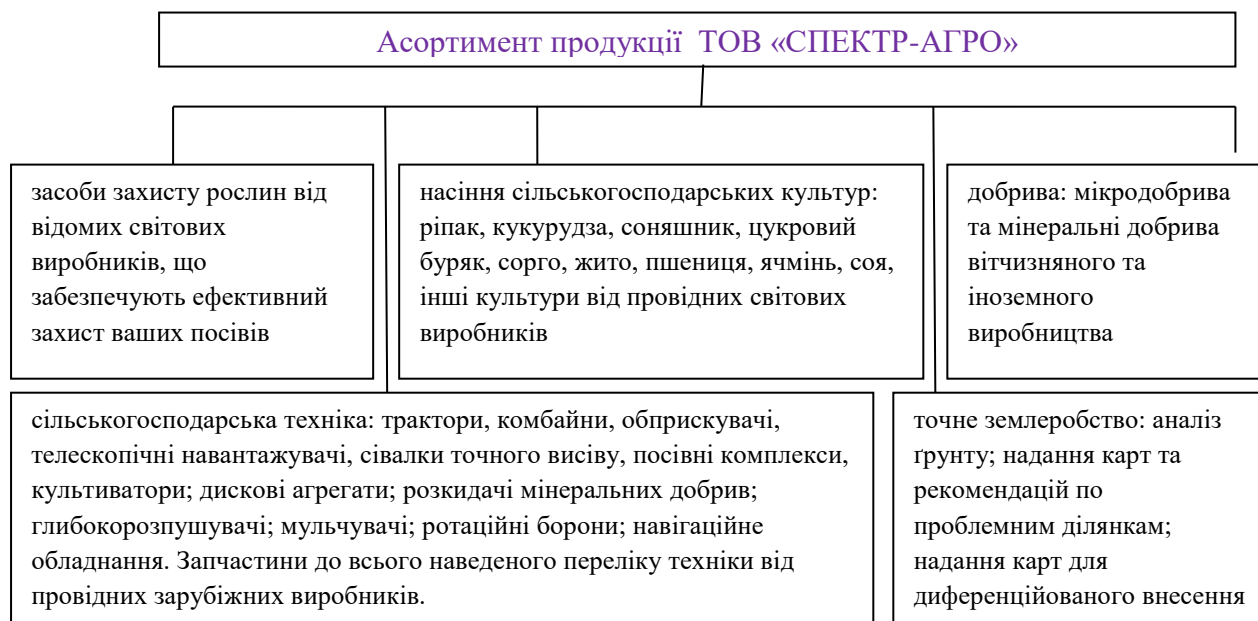 Асортимент продукції ТОВ «СПЕКТР-АГРО»
засоби захисту рослин від
відомих світових
виробників, що
забезпечують ефективний
захист ваших посівів
насіння сільськогосподарських культур:
ріпак, кукурудза, соняшник, цукровий
буряк, сорго, жито, пшениця, ячмінь, соя,
інші культури від провідних світових
виробників
добрива: мікродобрива
та мінеральні добрива
вітчизняного та
іноземного
виробництва
сільськогосподарська техніка: трактори, комбайни, обприскувачі,
телескопічні навантажувачі, сівалки точного висіву, посівні комплекси,
культиватори; дискові агрегати; розкидачі мінеральних добрив;
глибокорозпушувачі; мульчувачі; ротаційні борони; навігаційне
обладнання. Запчастини до всього наведеного переліку техніки від
провідних зарубіжних виробників.
точне землеробство: аналіз
ґрунту; надання карт та
рекомендацій по
проблемним ділянкам;
надання карт для
диференційованого внесення